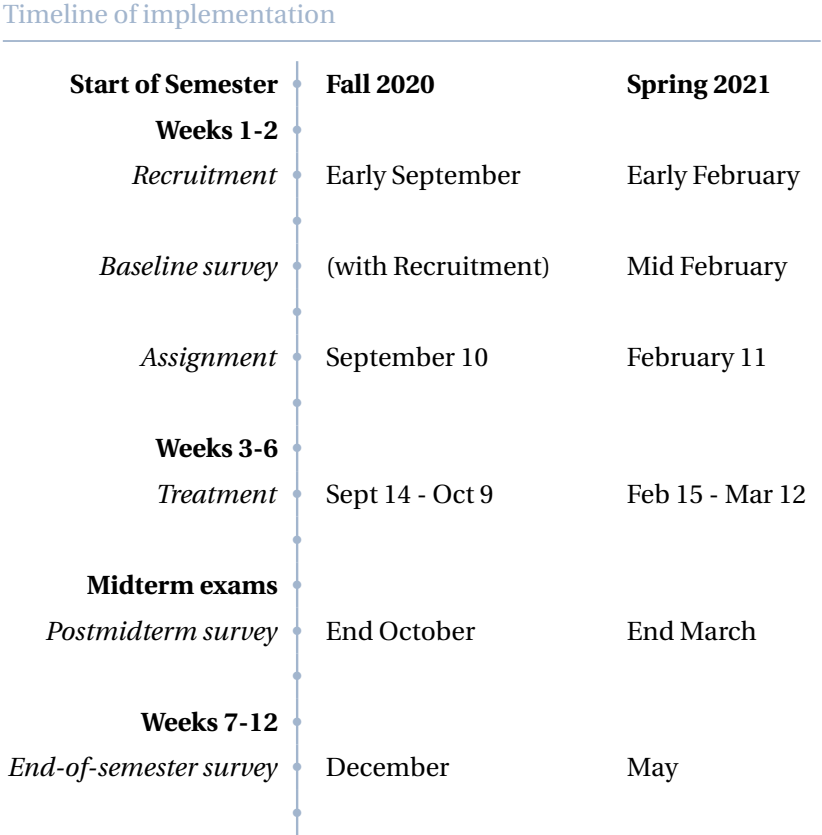 Timeline of implementation
Start of Semester Fall 2020 Spring 2021
Weeks 1-2
Recruitment Early September Early February
Baseline survey (with Recruitment) Mid February
Assignment September 10 February 11
Weeks 3-6
Treatment Sept 14 - Oct 9 Feb 15 - Mar 12
Midterm exams
Postmidterm survey End October End March
Weeks 7-12
End-of-semester survey December May